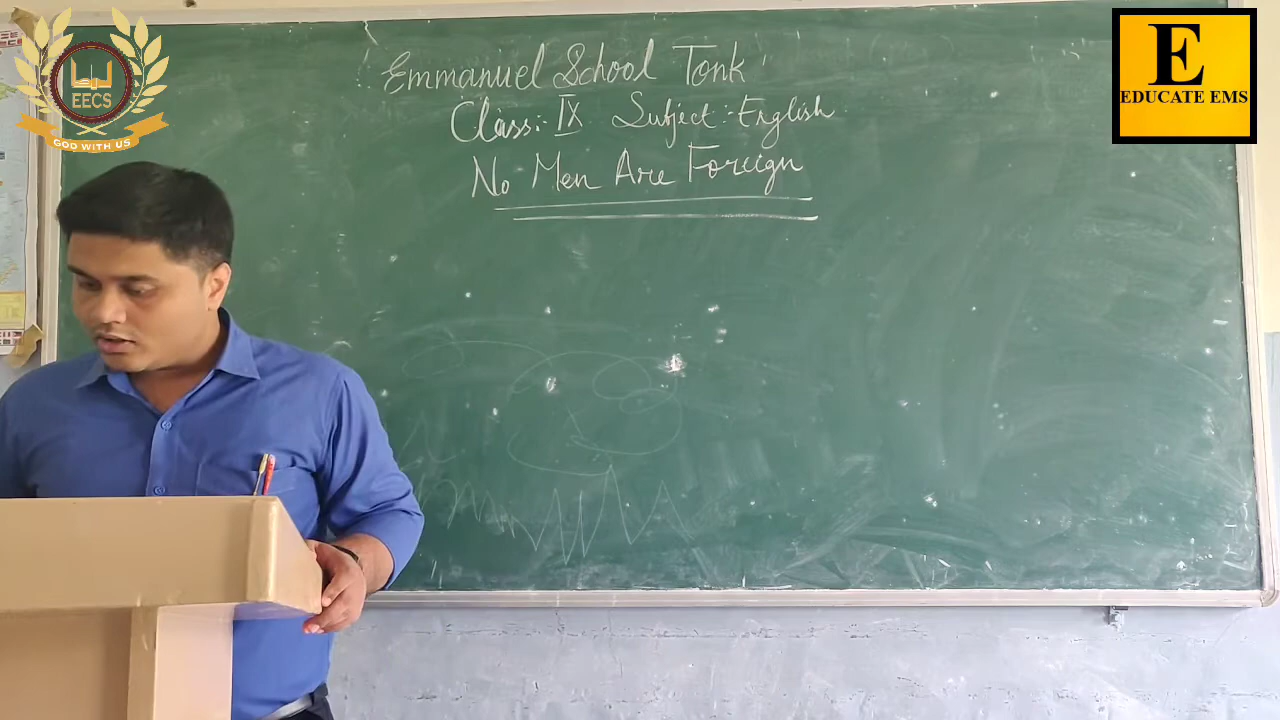 Emmanuel School Tonk
Class:- IX Subject:- English
No Men Are Foreign
EECS
GOD WITH US
E
EDUCATE EMS